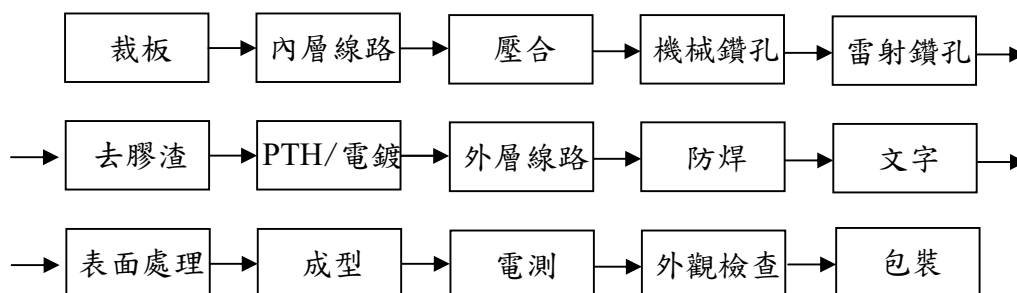 裁板 內層線路 壓合 機械鑽孔 雷射鑽孔
去膠渣 PTH/電鍍 外層線路 防焊 文字
表面處理 成型 電測 外觀檢查 包裝